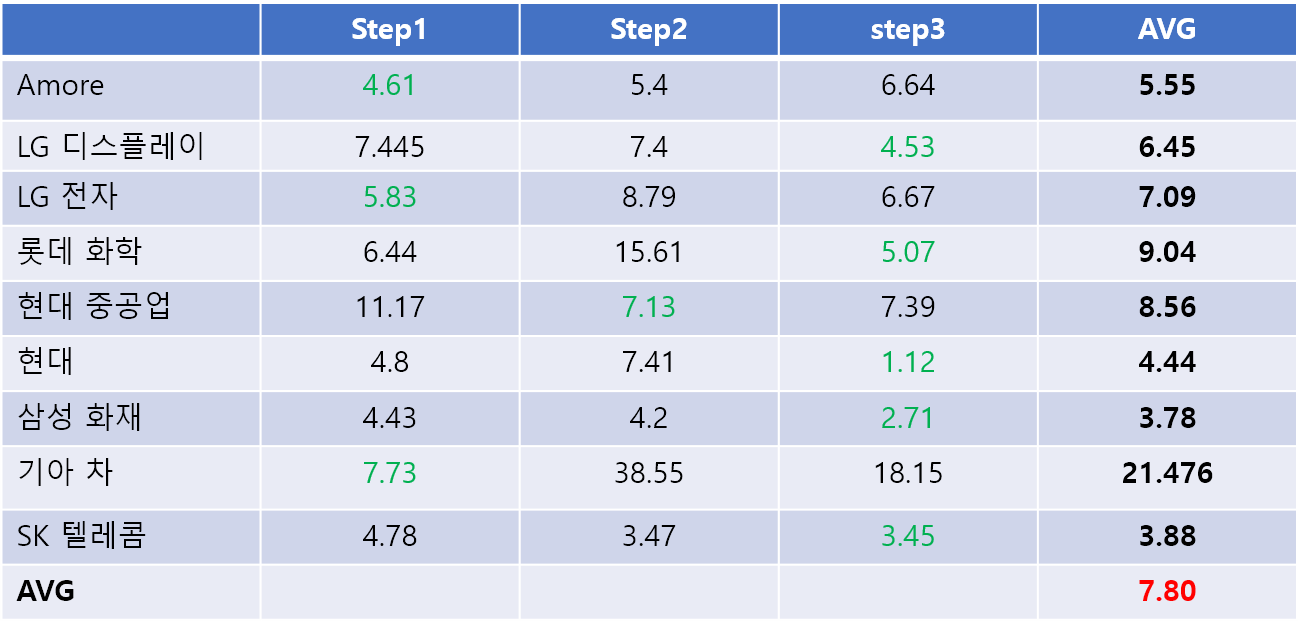 Step1 Step2 step3 AVG
Amore 4.61 5.4 6.64 5.55
LG 디스플레이 7.445 7.4 4.53 6.45
LG 전자 5.83 8.79 6.67 7.09
롯데 화학 6.44 15.61 5.07 9.04
현대 중공업 11.17 7.13 7.39 8.56
현대 4.8 7.41 1.12 4.44
삼성 화재 4.43 4.2 2.71 3.78
기아 차 7.73 38.55 18.15 21.476
SK 텔레콤 4.78 3.47 3.45 3.88
AVG 7.80